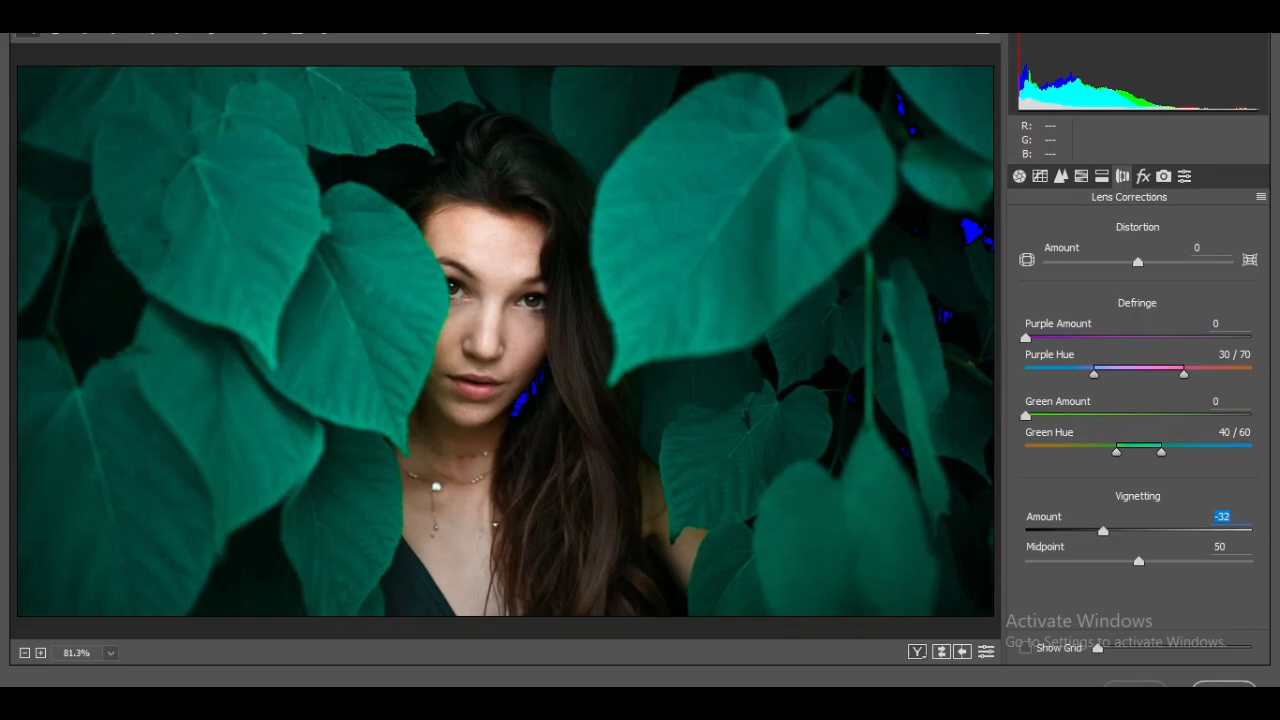 R: ---
G: ---
B: ---
fx
Lens Corrections
Distortion
Amount 0
Defringe
Purple Amount 0
Purple Hue 30 / 70
Green Amount 0
Green Hue 40 / 60
Vignetting
Amount -32
Midpoint 50
Activate Windows
Go to Settings to activate Windows.
Show Grid
81.3% Y